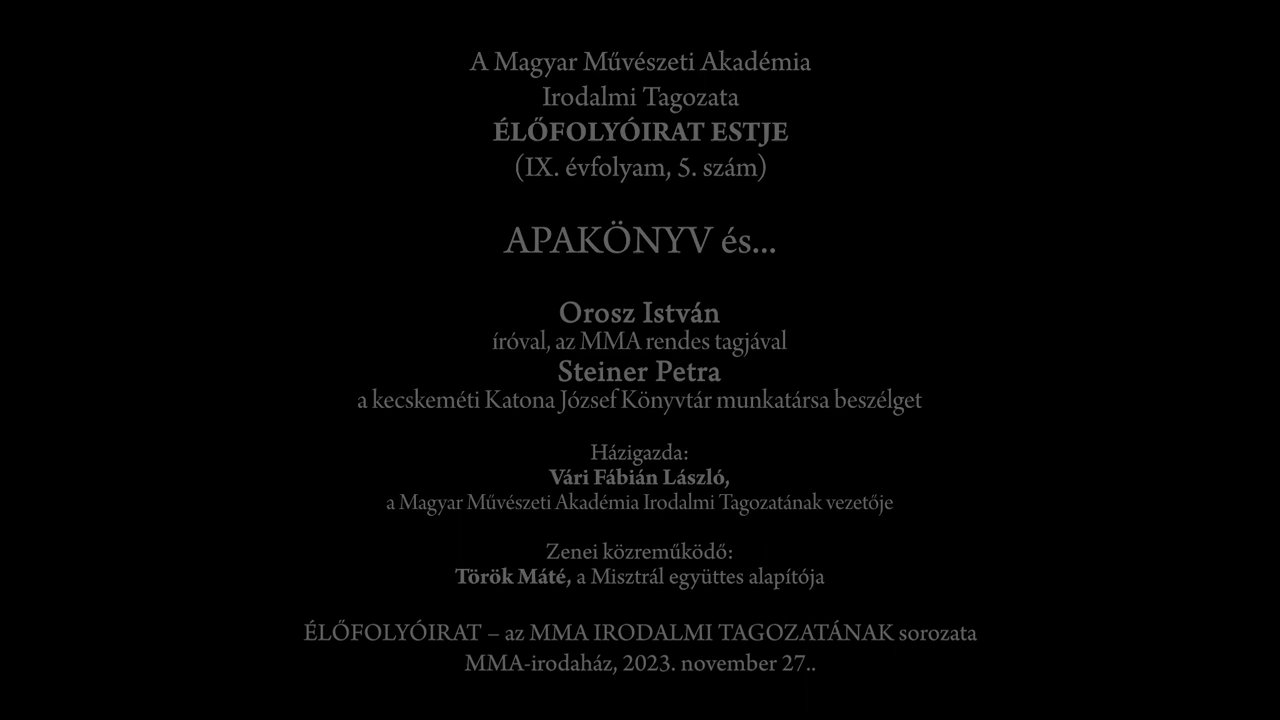 A Magyar Művészeti Akadémia
Irodalmi Tagozata
ÉLŐFOLYÓIRAT ESTJE
(IX. évfolyam, 5. szám)
APAKÖNYV és...
Orosz István
íróval, az MMA rendes tagjával
Steiner Petra
a kecskeméti Katona József Könyvtár munkatársa beszélget
Házigazda:
Vári Fábián László,
a Magyar Művészeti Akadémia Irodalmi Tagozatának vezetője
Zenei közreműködő:
Török Máté, a Misztrál együttes alapítója
ÉLŐFOLYÓIRAT – az MMA IRODALMI TAGOZATÁNAK sorozata
MMA-irodaház, 2023. november 27..